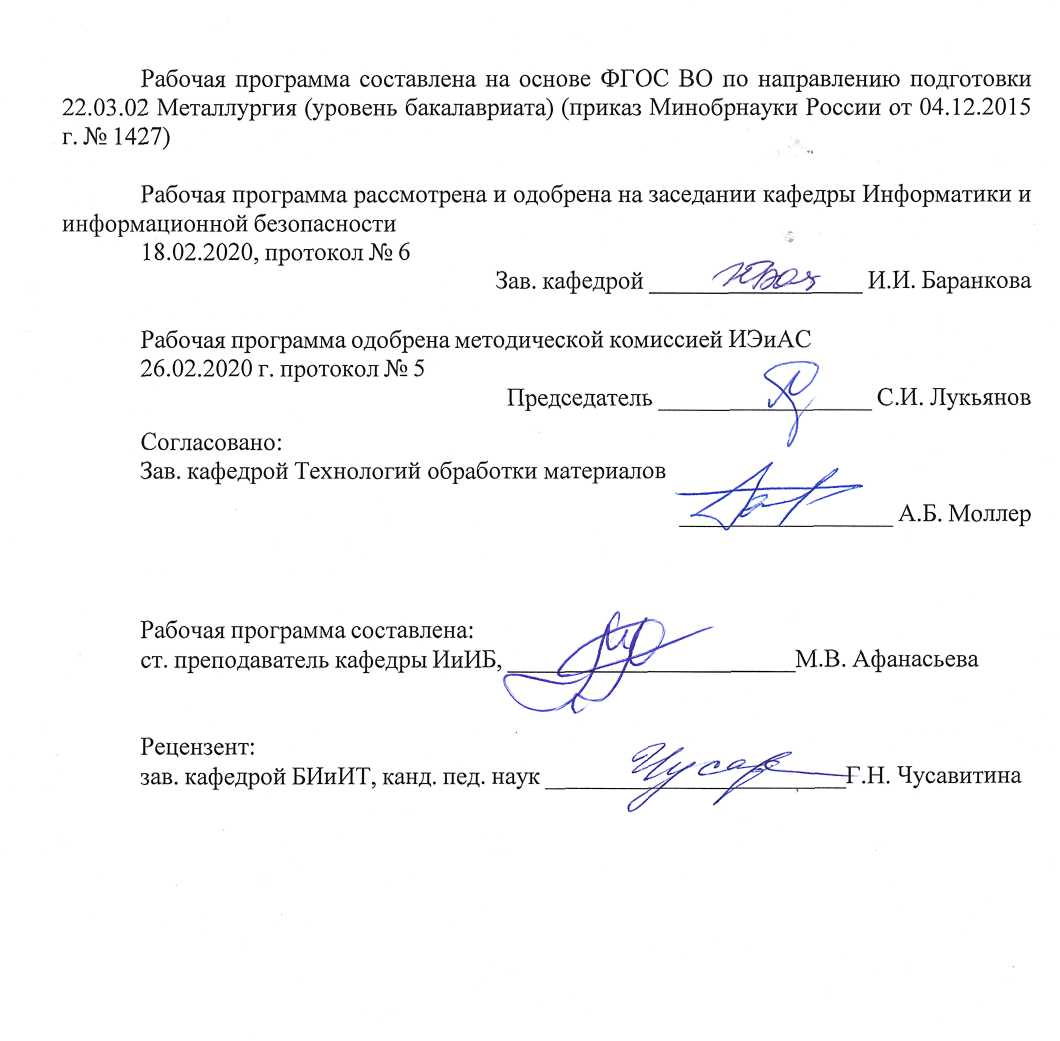 Рабочая программа составлена на основе ФГОС ВО по направлению подготовки
22.03.02 Металлургия (уровень бакалавриата) (приказ Минобрнауки России от 04.12.2015
г. № 1427)
Рабочая программа рассмотрена и одобрена на заседании кафедры Информатики и
информационной безопасности
18.02.2020, протокол № 6
Зав. кафедрой И.И. Баранкова
Рабочая программа одобрена методической комиссией ИЭиАС
26.02.2020 г. протокол № 5
Председатель С.И. Лукьянов
Согласовано:
Зав. кафедрой Технологий обработки материалов
А.Б. Моллер
Рабочая программа составлена:
ст. преподаватель кафедры ИиИБ, М.В. Афанасьева
Рецензент:
зав. кафедрой БИиИТ, канд. пед. наук Г.Н. Чусавитина